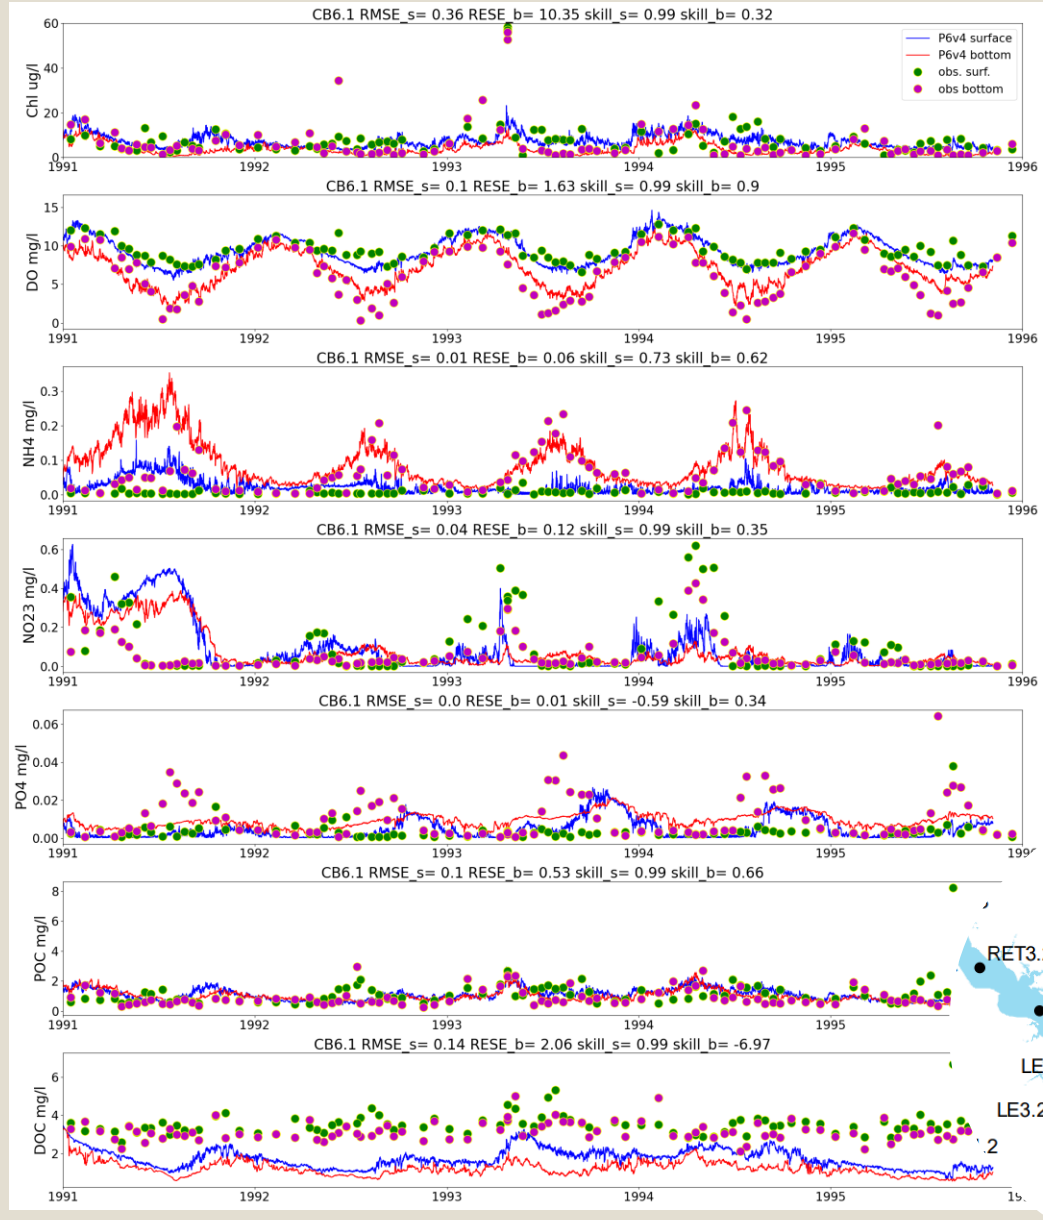 CB6.1 RMSE_s= 0.36 RESE_b= 10.35 skill_s= 0.99 skill_b= 0.32
Chl ug/l
60
40
20
0
P6v4 surface
P6v4 bottom
obs. surf.
obs bottom
1991 1992 1993 1994 1995 1996
CB6.1 RMSE_s= 0.1 RESE_b= 1.63 skill_s= 0.99 skill_b= 0.9
DO mg/l
15
10
5
0
1991 1992 1993 1994 1995 1996
CB6.1 RMSE_s= 0.01 RESE_b= 0.06 skill_s= 0.73 skill_b= 0.62
NH4 mg/l
0.3
0.2
0.1
0.0
1991 1992 1993 1994 1995 1996
CB6.1 RMSE_s= 0.04 RESE_b= 0.12 skill_s= 0.99 skill_b= 0.35
NO23 mg/l
0.6
0.4
0.2
0.0
1991 1992 1993 1994 1995 1996
CB6.1 RMSE_s= 0.0 RESE_b= 0.01 skill_s= -0.59 skill_b= 0.34
PO4 mg/l
0.06
0.04
0.02
0.00
1991 1992 1993 1994 1995
CB6.1 RMSE_s= 0.1 RESE_b= 0.53 skill_s= 0.99 skill_b= 0.66
POC mg/l
8
6
4
2
0
1991 1992 1993 1994 1995
RET3.
CB6.1 RMSE_s= 0.14 RESE_b= 2.06 skill_s= 0.99 skill_b= -6.97
DOC mg/l
6
4
2
LE
LE3.2
.2
1991 1992 1993 1994 1995